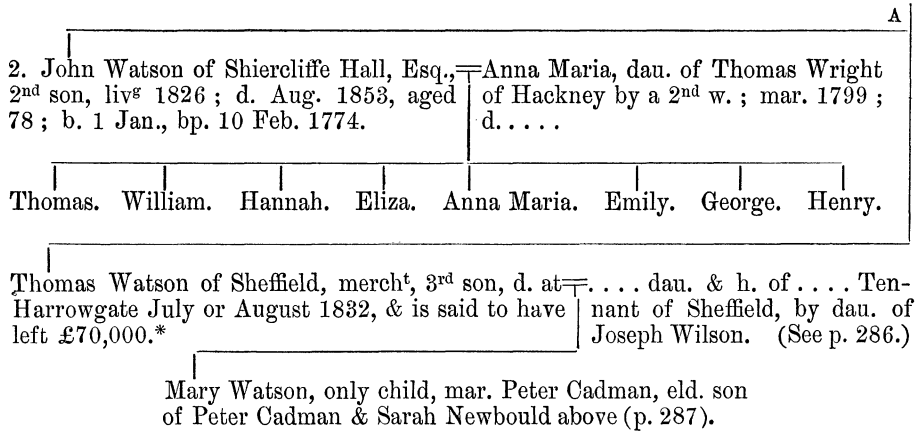 A
2. John Watson of Shiercliffe Hall, Esq.,
2nd son, livg 1826 ; d. Aug. 1853, aged
78 ; b. 1 Jan., bp. 10 Feb. 1774.
Anna Maria, dau. of Thomas Wright
of Hackney by a 2nd w. ; mar. 1799 ;
d.....
Thomas. William. Hannah. Eliza. Anna Maria. Emily. George. Henry.
Thomas Watson of Sheffield, mercht, 3rd son, d. at
Harrowgate July or August 1832, & is said to have
left £70,000.*
.... dau. & h. of .... Ten-
nant of Sheffield, by dau. of
Joseph Wilson. (See p. 286.)
Mary Watson, only child, mar. Peter Cadman, eld. son
of Peter Cadman & Sarah Newbould above (p. 287).